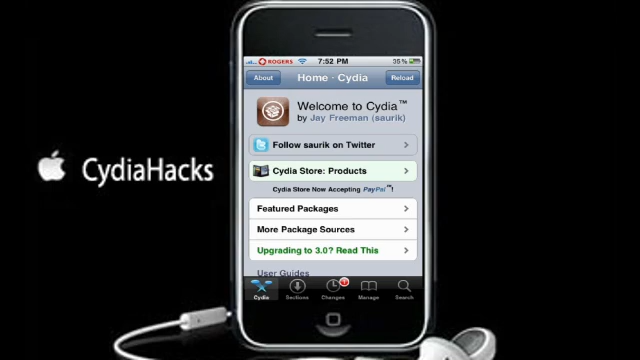 ROGERS 7:52 PM 35%
About Home - Cydia Reload
Welcome to Cydia™
by Jay Freeman (saurik)
Follow saurik on Twitter
Cydia Store: Products
Cydia Store Now Accepting PayPal™!
Featured Packages
More Package Sources
Upgrading to 3.0? Read This
User Guides
Cydia Sections Changes Manage Search
CydiaHacks